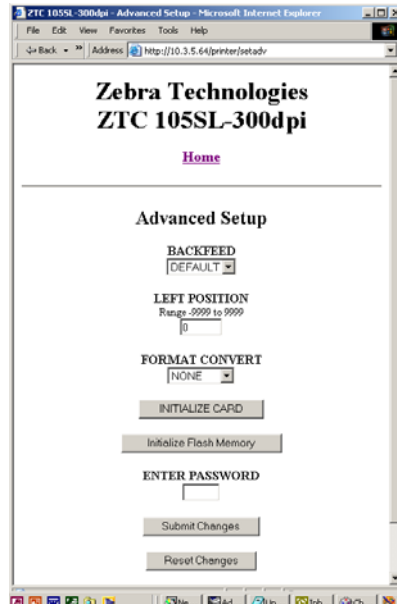 ZTC 105SL-300dpi - Advanced Setup - Microsoft Internet Explorer
File Edit View Favorites Tools Help
Back Address http://10.3.5.64/printer/setadv
Zebra Technologies
ZTC 105SL-300dpi
Home
Advanced Setup
BACKFEED
DEFAULT
LEFT POSITION
Range -9999 to 9999
0
FORMAT CONVERT
NONE
INITIALIZE CARD
Initialize Flash Memory
ENTER PASSWORD
Submit Changes
Reset Changes